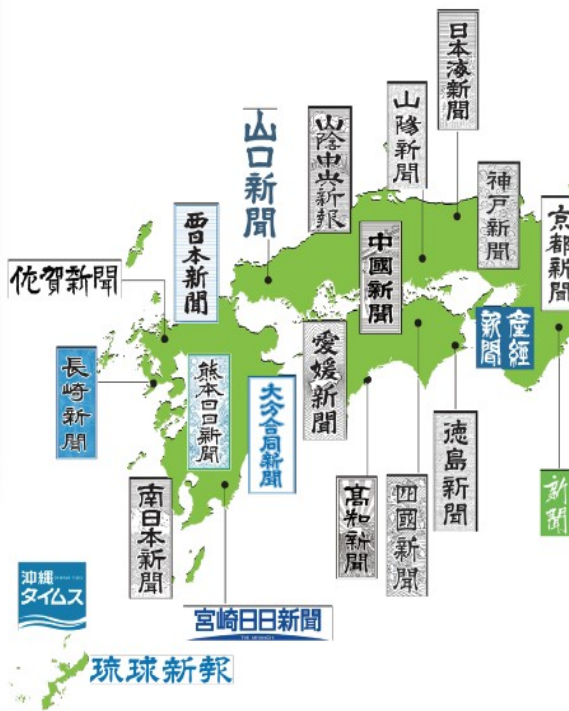 日本海新聞
山陽新聞
山陰中央新報
山口新聞
神戸新聞
京都新聞
西日本新聞
中國新聞
佐賀新聞
産經
新聞
愛媛新聞
長崎新聞
熊本日日新聞
大分合同新聞
徳島新聞
髙知新聞
四國新聞
南日本新聞
新聞
沖縄
タイムス
宮崎日日新聞
琉球新報